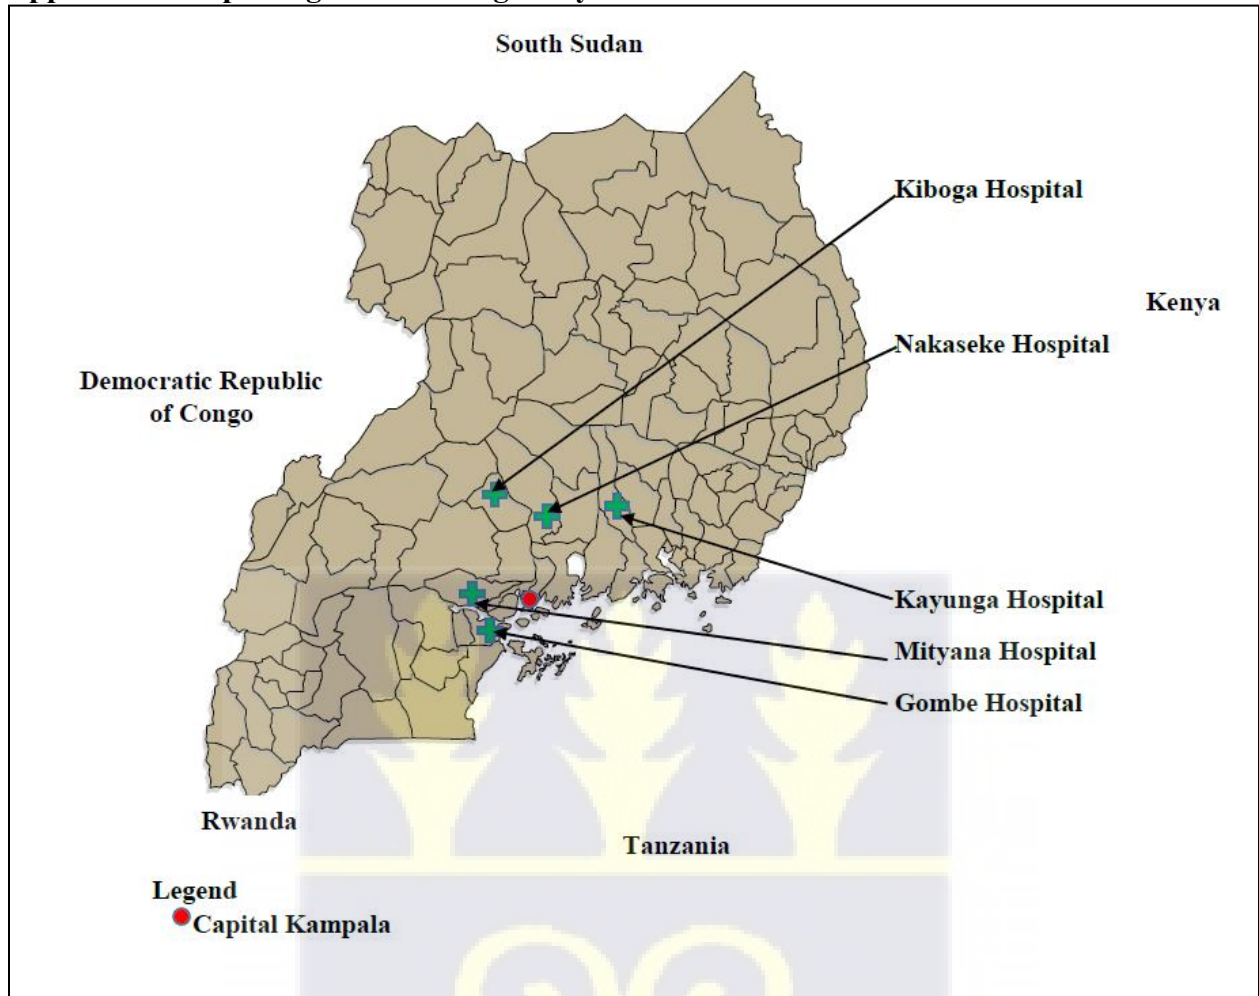 South Sudan
Kiboga Hospital
Kenya
Nakaseke Hospital
Democratic Republic
of Congo
Kayunga Hospital
Mityana Hospital
Gombe Hospital
Rwanda
Tanzania
Legend
Capital Kampala